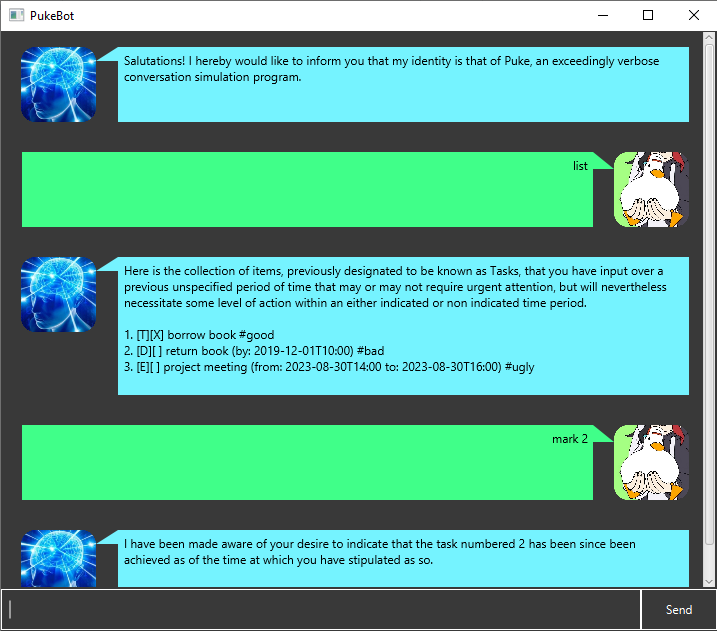 PukeBot
Salutations! I hereby would like to inform you that my identity is that of Puke, an exceedingly verbose
conversation simulation program.
list
Here is the collection of items, previously designated to be known as Tasks, that you have input over a
previous unspecified period of time that may or may not require urgent attention, but will nevertheless
necessitate some level of action within an either indicated or non indicated time period.
1. [T][X] borrow book #good
2. [D][ ] return book (by: 2019-12-01T10:00) #bad
3. [E][ ] project meeting (from: 2023-08-30T14:00 to: 2023-08-30T16:00) #ugly
mark 2
I have been made aware of your desire to indicate that the task numbered 2 has been since been
achieved as of the time at which you have stipulated as so.
Send